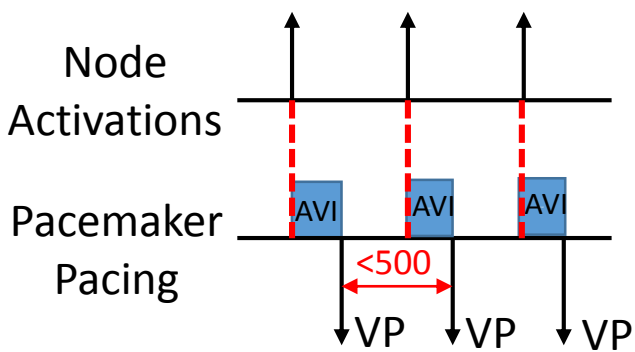 Node
Activations
AVI AVI AVI
Pacemaker
Pacing
<500
VP VP VP